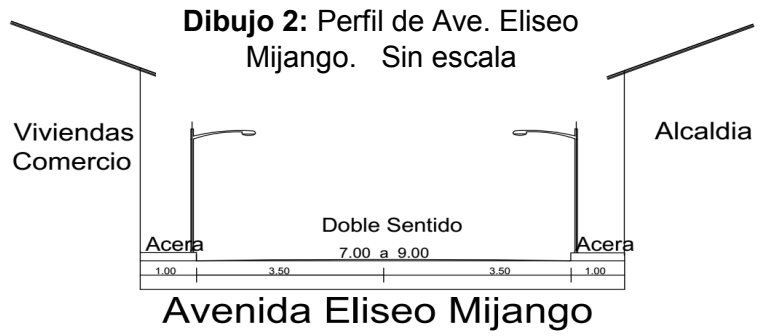 Dibujo 2: Perfil de Ave. Eliseo
Mijango. Sin escala
Viviendas
Comercio
Alcaldia
Doble Sentido
Acera
7.00 a 9.00
Acera
1.00
3.50
3.50
1.00
Avenida Eliseo Mijango